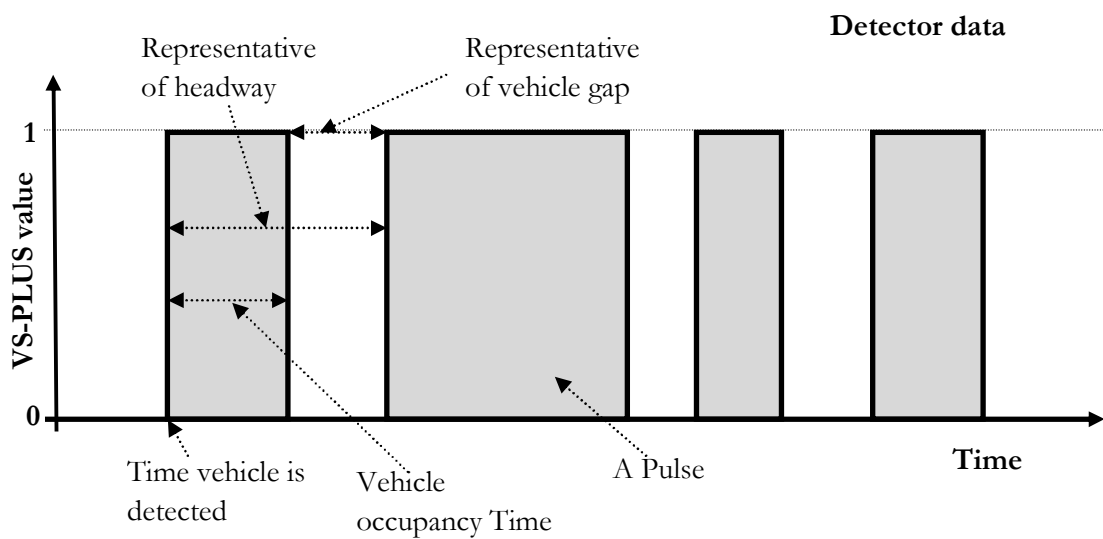 Detector data
Representative
of headway
Representative
of vehicle gap
1
VS-PLUS value
0
Time vehicle is
detected
Vehicle
occupancy Time
A Pulse
Time